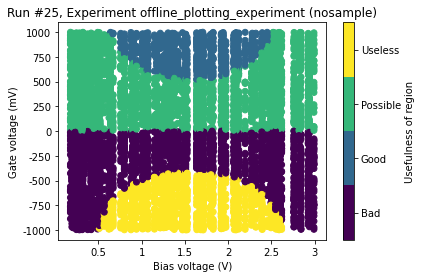 Run #25, Experiment offline_plotting_experiment (nosample)
1000
750
500
250
0
-250
-500
-750
-1000
Gate voltage (mV)
0.5 1 1.5 2 2.5 3
Bias voltage (V)
Useless
Possible
Good
Bad
Usefulness of region